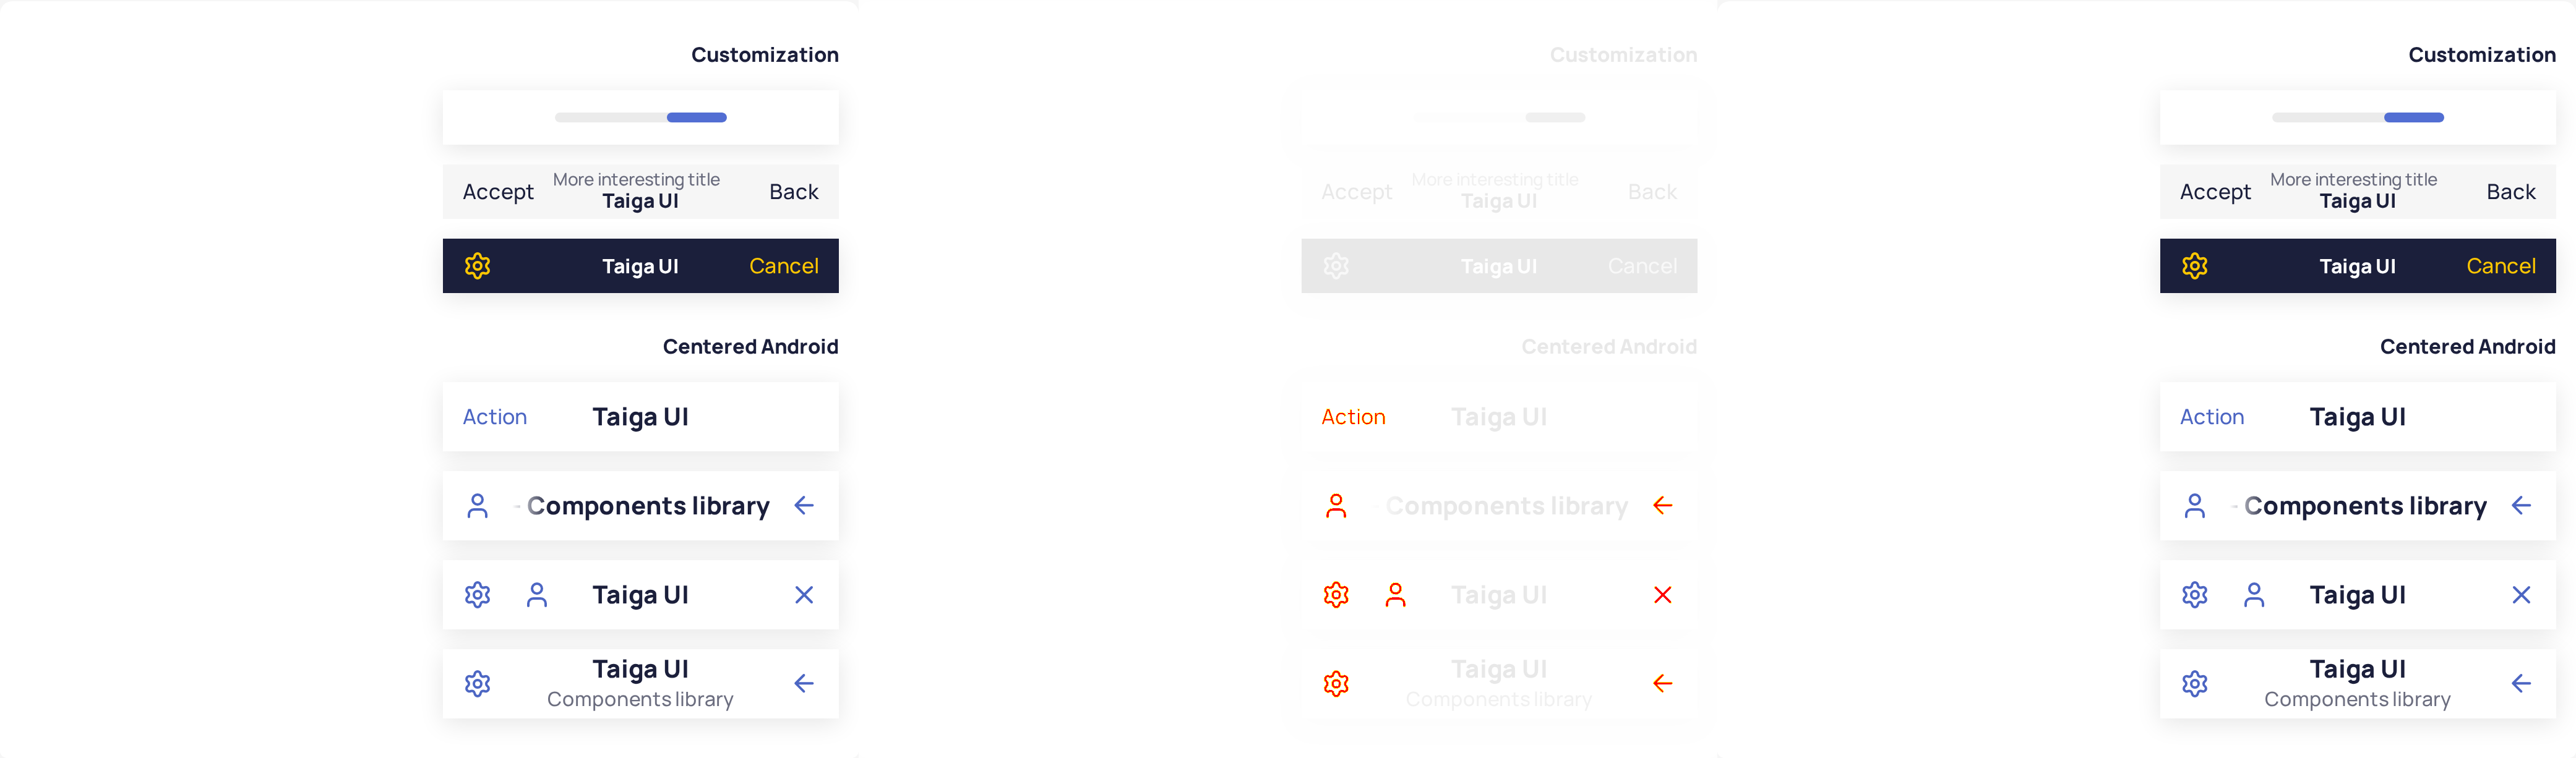 Customization
Accept More interesting title Back
Taiga UI
Taiga UI Cancel
Centered Android
Action Taiga UI
- Components library
Taiga UI
Taiga UI
Components library
Customization
Accept More interesting title Back
Taiga UI
Taiga UI Cancel
Centered Android
Action Taiga UI
Components library
Taiga UI
Taiga UI
Components library
Customization
Accept More interesting title Back
Taiga UI
Taiga UI Cancel
Centered Android
Action Taiga UI
- Components library
Taiga UI
Taiga UI
Components library